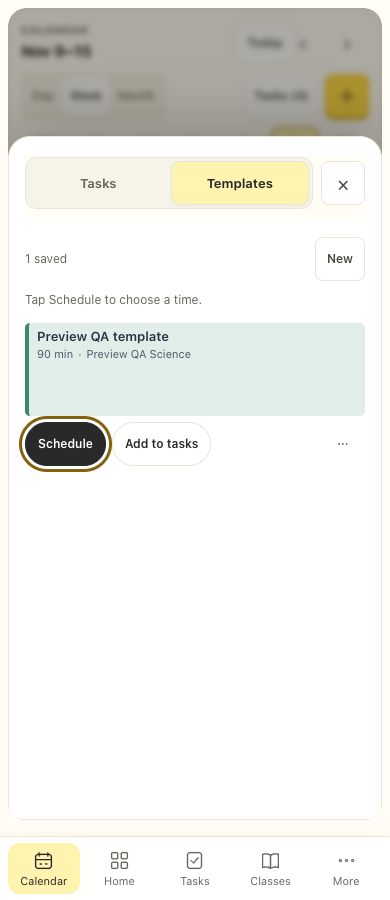 CALENDAR
Nov 9–15
Today
Day Week Month
Tasks (4)
+
Tasks
Templates
×
1 saved
New
Tap Schedule to choose a time.
Preview QA template
90 min · Preview QA Science
Schedule
Add to tasks
...
Calendar
Home
Tasks
Classes
More